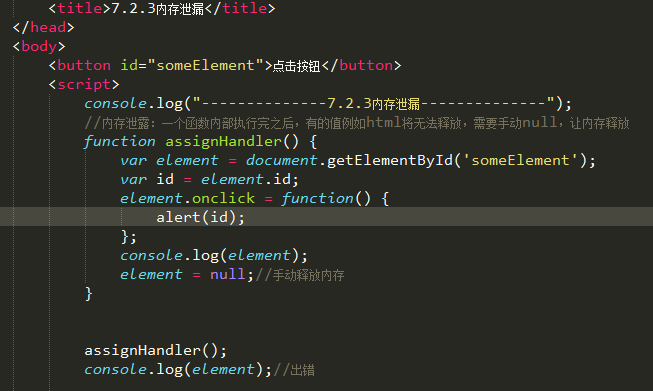 <title>7.2.3内存泄漏</title>
</head>
<body>
<button id="someElement">点击按钮</button>
<script>
console.log("--------------7.2.3内存泄漏--------------");
//内存泄露：一个函数内部执行完之后，有的值例如html将无法释放，需要手动null，让内存释放
function assignHandler() {
var element = document.getElementById('someElement');
var id = element.id;
element.onclick = function() {
alert(id);
};
console.log(element);
element = null;//手动释放内存
}
assignHandler();
console.log(element);//出错